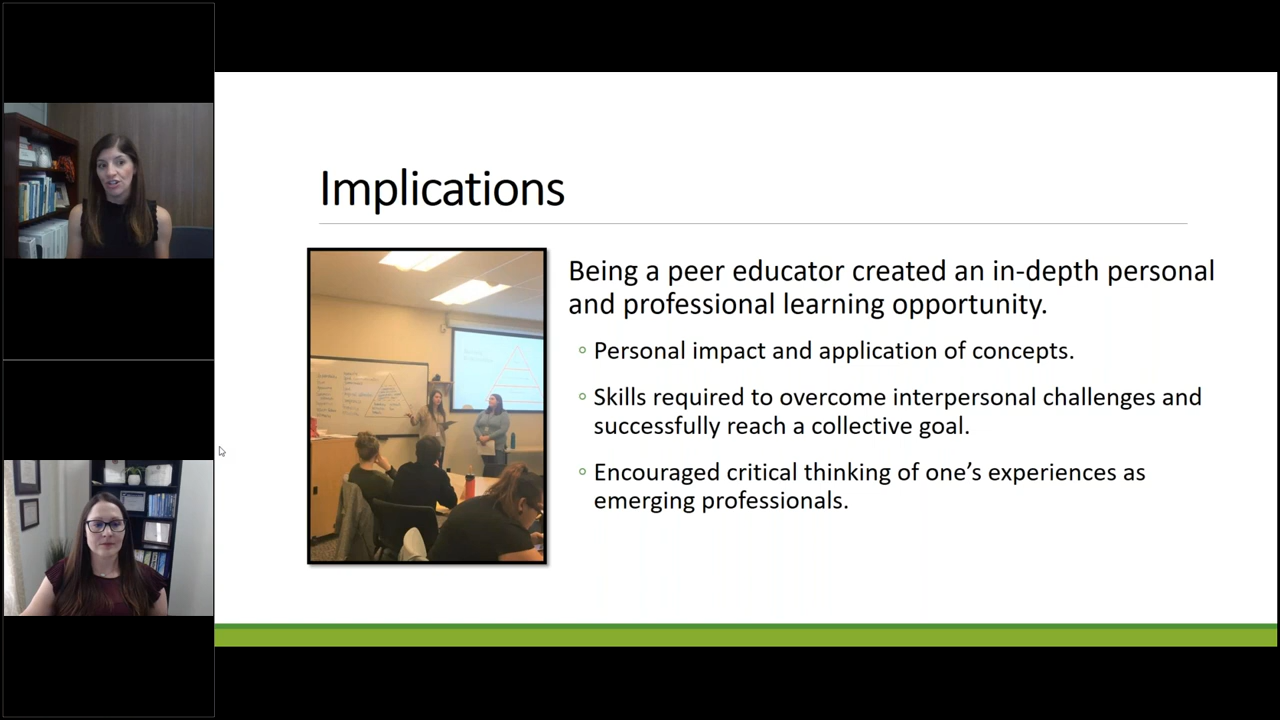 Implications
Being a peer educator created an in-depth personal
and professional learning opportunity.
Personal impact and application of concepts.
Skills required to overcome interpersonal challenges and
successfully reach a collective goal.
Encouraged critical thinking of one's experiences as
emerging professionals.